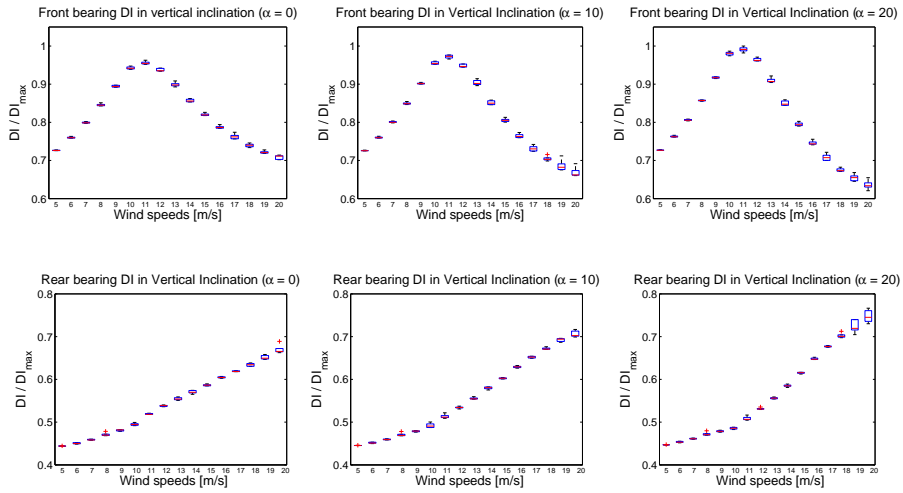 Front bearing DI in vertical inclination (α = 0)
1
0.9
0.8
0.7
0.6
DI / DImax
5 6 7 8 9 10 11 12 13 14 15 16 17 18 19 20
Wind speeds [m/s]
Front bearing DI in Vertical Inclination (α = 10)
1
0.9
0.8
0.7
0.6
DI / DImax
5 6 7 8 9 10 11 12 13 14 15 16 17 18 19 20
Wind speeds [m/s]
Front bearing DI in Vertical Inclination (α = 20)
1
0.9
0.8
0.7
0.6
DI / DImax
5 6 7 8 9 10 11 12 13 14 15 16 17 18 19 20
Wind speeds [m/s]
Rear bearing DI in Vertical Inclination (α = 0)
0.8
0.7
0.6
0.5
0.4
DI / DImax
5 6 7 8 9 10 11 12 13 14 15 16 17 18 19 20
Wind speeds [m/s]
Rear bearing DI in Vertical Inclination (α = 10)
0.8
0.7
0.6
0.5
0.4
DI / DImax
5 6 7 8 9 10 11 12 13 14 15 16 17 18 19 20
Wind speeds [m/s]
Rear bearing DI in Vertical Inclination (α = 20)
0.8
0.7
0.6
0.5
0.4
DI / DImax
5 6 7 8 9 10 11 12 13 14 15 16 17 18 19 20
Wind speeds [m/s]